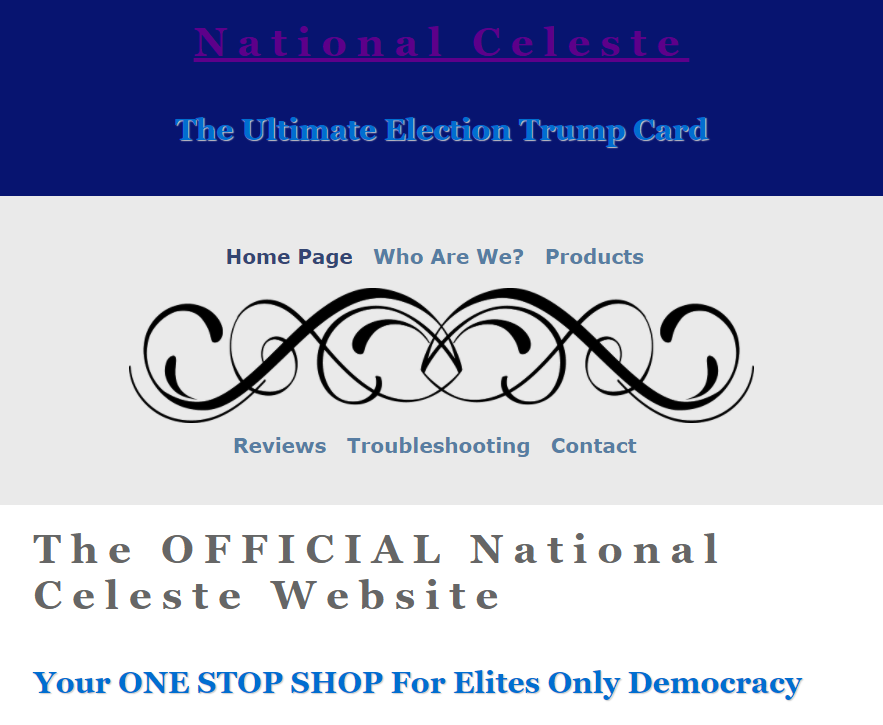 National Celeste
The Ultimate Election Trump Card
Home Page Who Are We? Products
Reviews Troubleshooting Contact
The OFFICIAL National
Celeste Website
Your ONE STOP SHOP For Elites Only Democracy